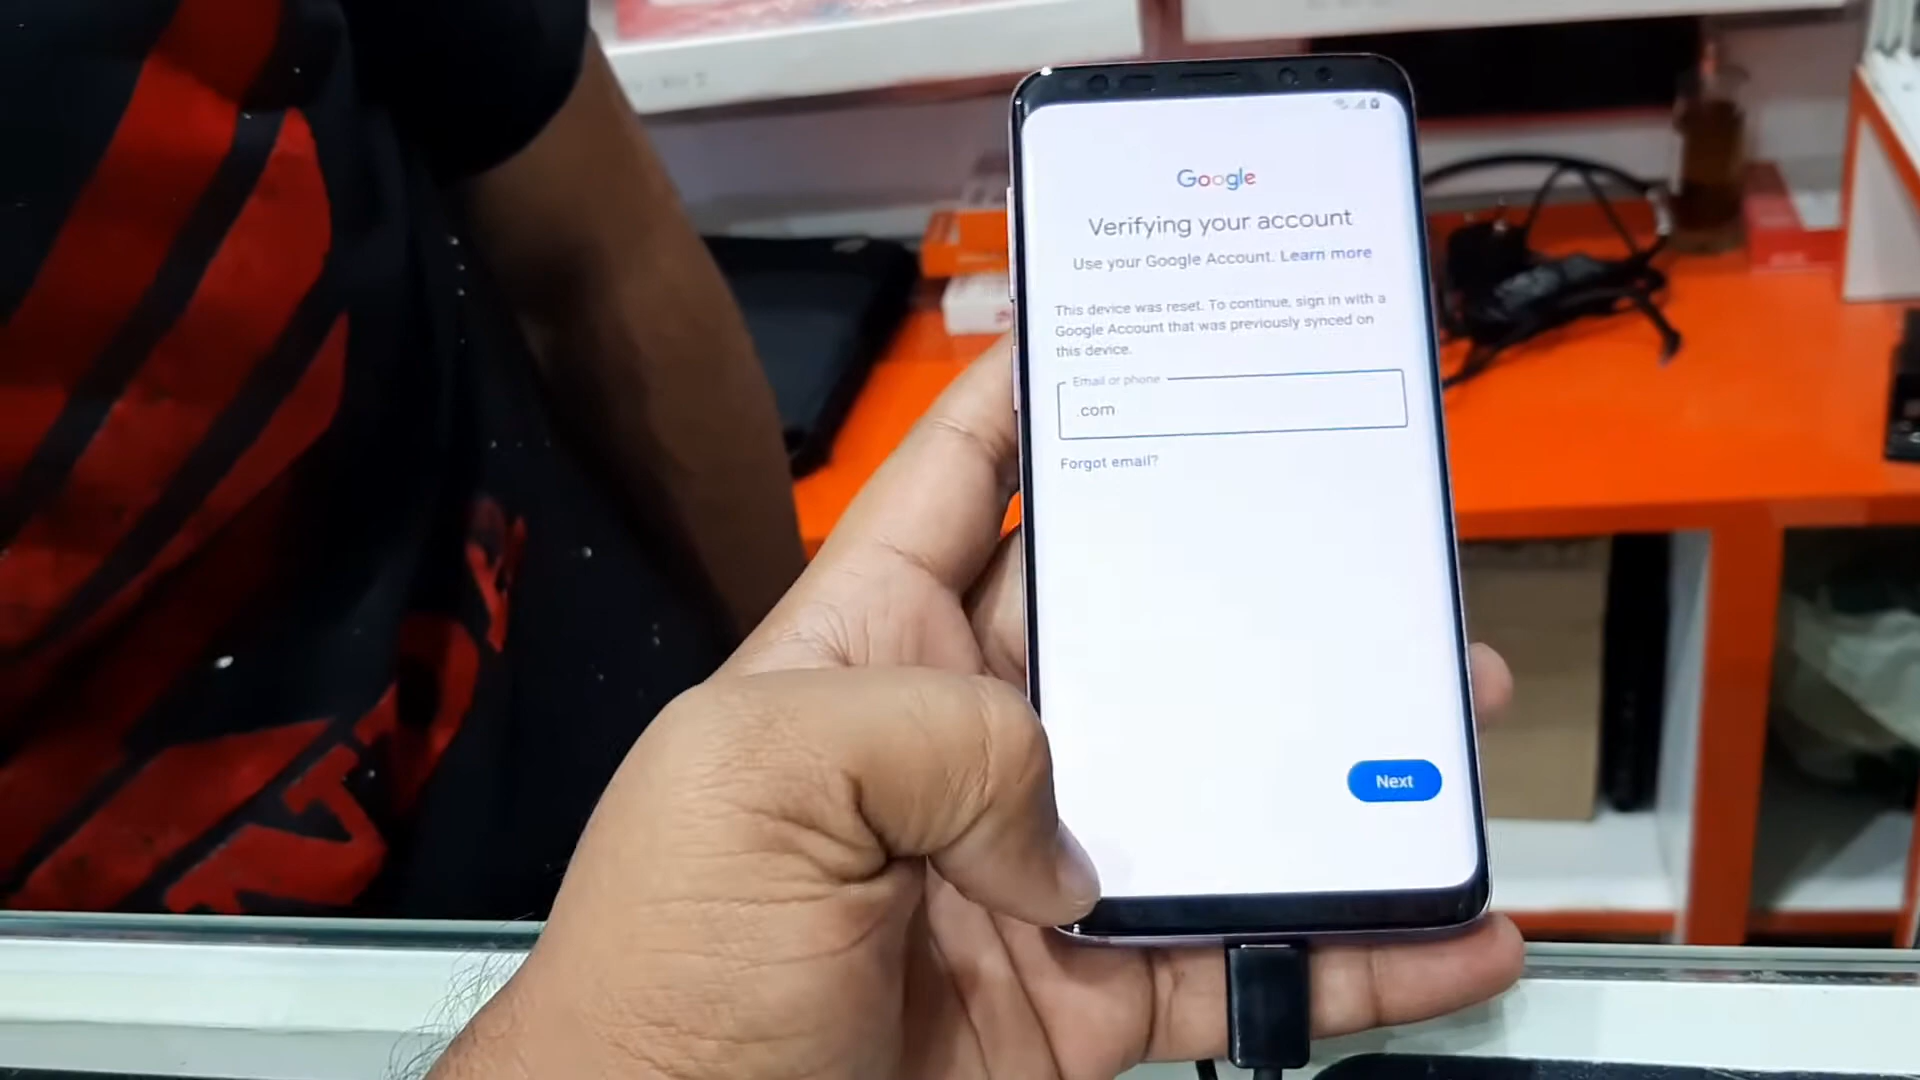 Google
Verifying your account
Use your Google Account. Learn more
This device was reset. To continue, sign in with a
Google Account that was previously synced on
this device.
Email or phone
.com
Forgot email?
Next